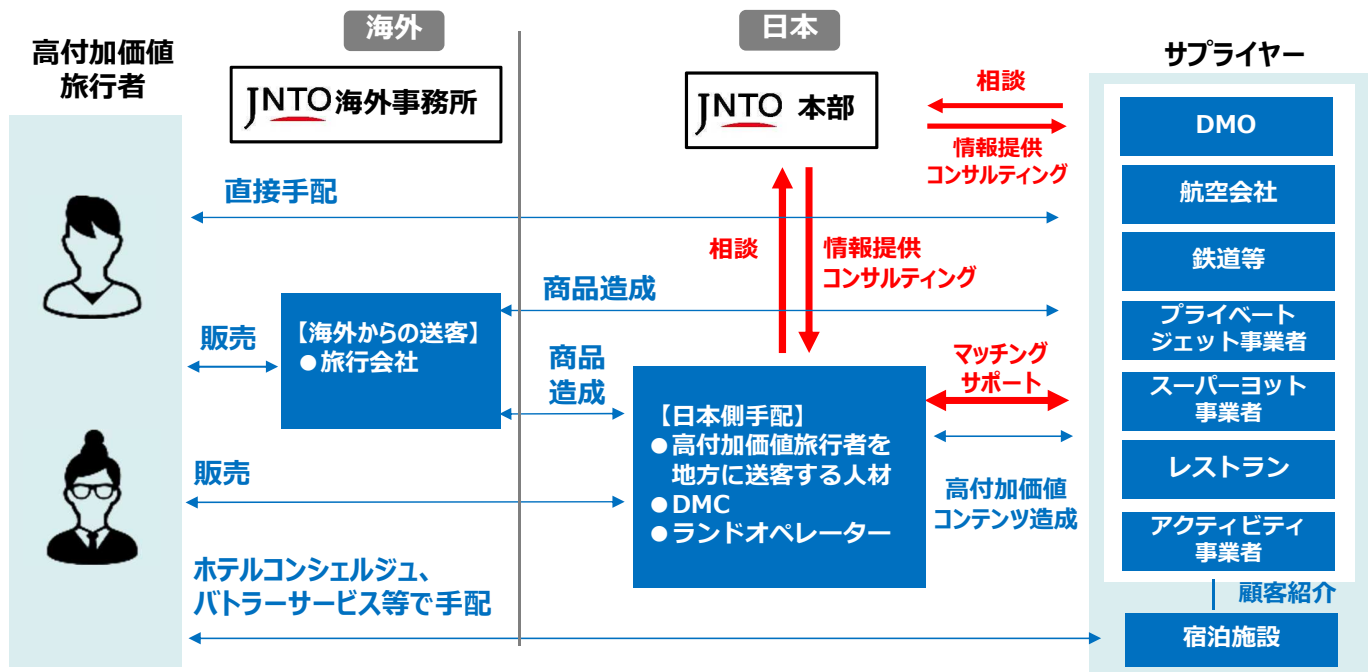 海外
日本
高付加価値
旅行者
サプライヤー
JNTO海外事務所
JNTO 本部
相談
情報提供
コンサルティング
DMO
航空会社
鉄道等
プライベート
ジェット事業者
スーパーヨット
事業者
レストラン
アクティビティ
事業者
顧客紹介
宿泊施設
直接手配
相談
情報提供
コンサルティング
商品造成
販売
【海外からの送客】
●旅行会社
商品
造成
マッチング
サポート
【日本側手配】
●高付加価値旅行者を
地方に送客する人材
●DMC
●ランドオペレーター
販売
高付加価値
コンテンツ造成
ホテルコンシェルジュ、
バトラーサービス等で手配